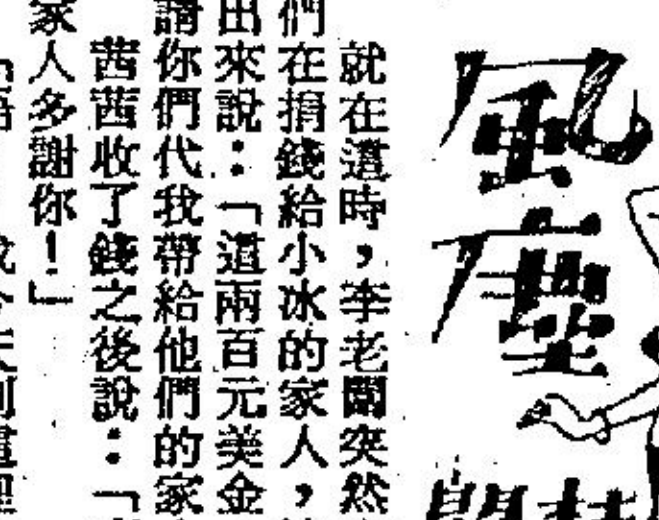 風塵
就在這時，李老闆突然
們在捐錢給小冰的家人，
出來說：「這兩百元美金
請你們代我帶給他們的家
茜茜收了錢之後說：「
家人多謝你！」